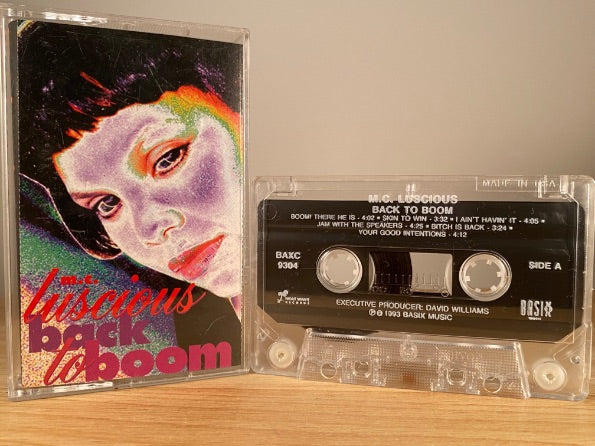 m.c.
luscious
back
to boom
MADE IN USA
M.C. LUSCIOUS
BACK TO BOOM
BOOM! THERE HE IS - 4:02 • SKIN TO WIN - 3:32 • I AIN'T HAVIN' IT - 4:05 •
JAM WITH THE SPEAKERS - 4:25 • BITCH IS BACK - 3:24 •
YOUR GOOD INTENTIONS - 4:12
BAXC
9304
SIDE A
RECORDS
BASIX
EXECUTIVE PRODUCER: DAVID WILLIAMS
℗ © 1993 BASIX MUSIC